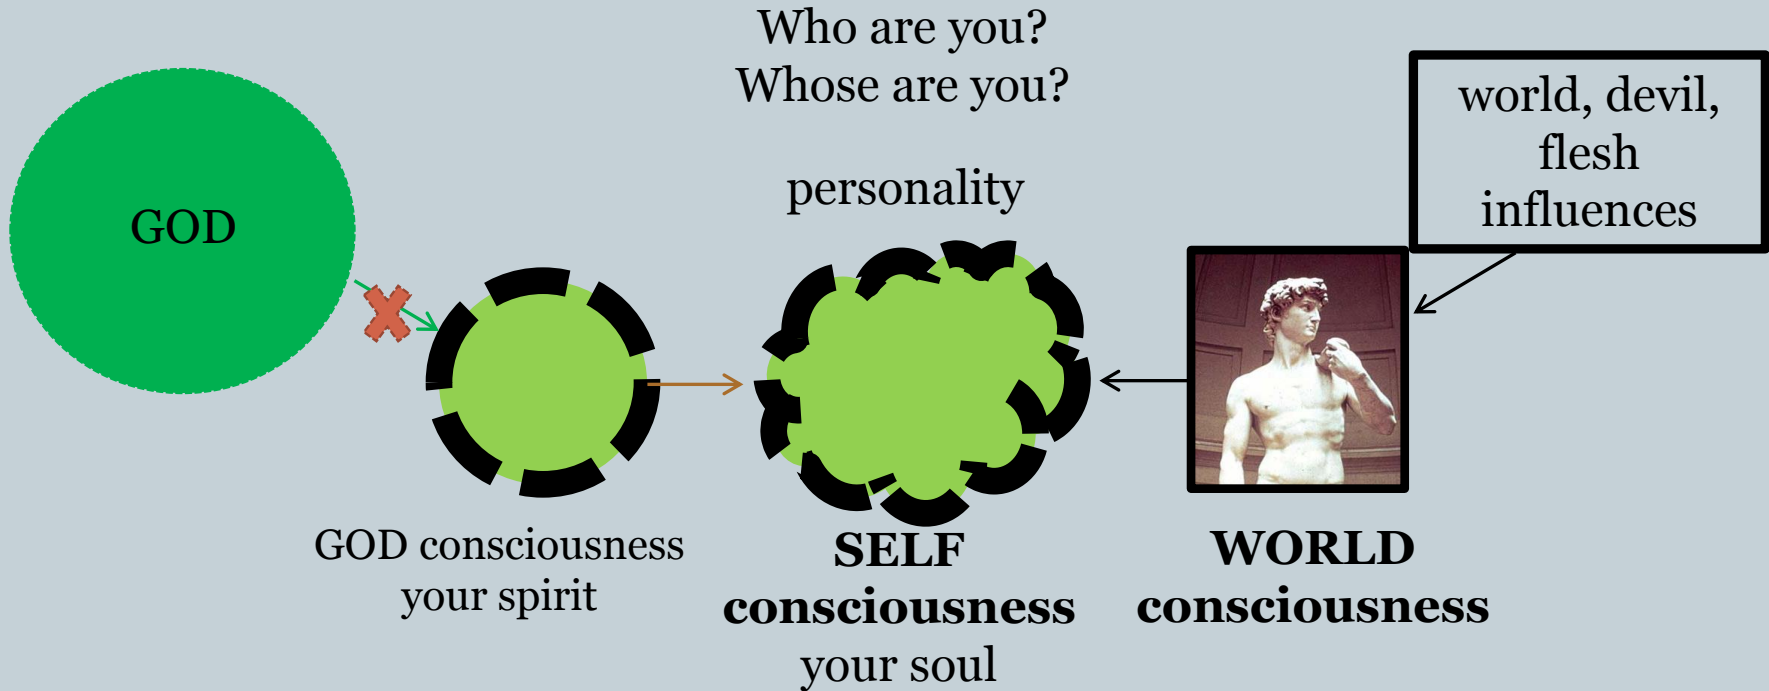 Who are you?
Whose are you?
personality
GOD
world, devil,
flesh
influences
GOD consciousness
your spirit
SELF
consciousness
your soul
WORLD
consciousness